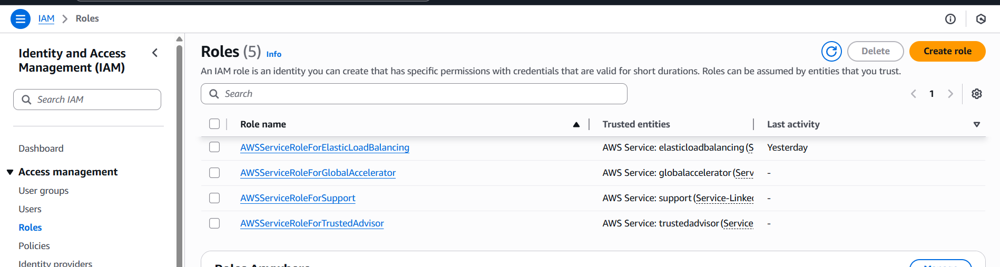 IAM > Roles
Identity and Access
Management (IAM)
Search IAM
Dashboard
Access management
User groups
Users
Roles
Policies
Identity providers
Roles (5) Info
Delete
Create role
An IAM role is an identity you can create that has specific permissions with credentials that are valid for short durations. Roles can be assumed by entities that you trust.
Search
1
Role name Trusted entities Last activity
AWSServiceRoleForElasticLoadBalancing AWS Service: elasticloadbalancing (S Yesterday
AWSServiceRoleForGlobalAccelerator AWS Service: globalaccelerator (Serv -
AWSServiceRoleForSupport AWS Service: support (Service-Linked -
AWSServiceRoleForTrustedAdvisor AWS Service: trustedadvisor (Service -
Roles Anywhere
Manage